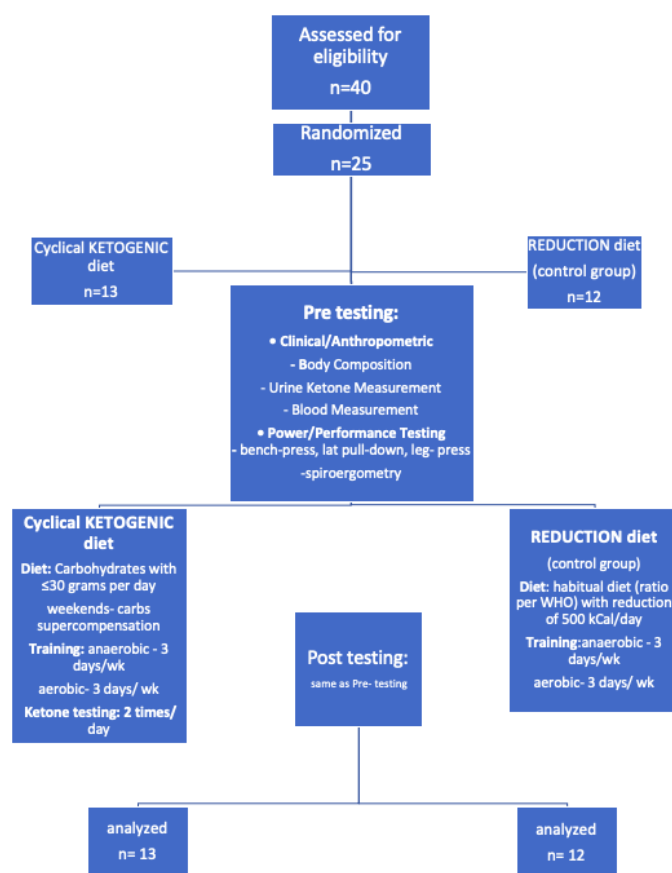 Assessed for
eligibility
n=40
Randomized
n=25
Cyclical KETOGENIC
diet
n=13
REDUCTION diet
(control group)
n=12
Pre testing:
• Clinical/Anthropometric
- Body Composition
- Urine Ketone Measurement
- Blood Measurement
• Power/Performance Testing
- bench-press, lat pull-down, leg- press
-spiroergometry
Cyclical KETOGENIC
diet
Diet: Carbohydrates with
≤30 grams per day
weekends- carbs
supercompensation
Training: anaerobic - 3
days/wk
aerobic- 3 days/ wk
Ketone testing: 2 times/
day
REDUCTION diet
(control group)
Diet: habitual diet (ratio
per WHO) with reduction
of 500 kCal/day
Training:anaerobic - 3
days/wk
aerobic- 3 days/ wk
Post testing:
same as Pre- testing
analyzed
n= 13
analyzed
n= 12